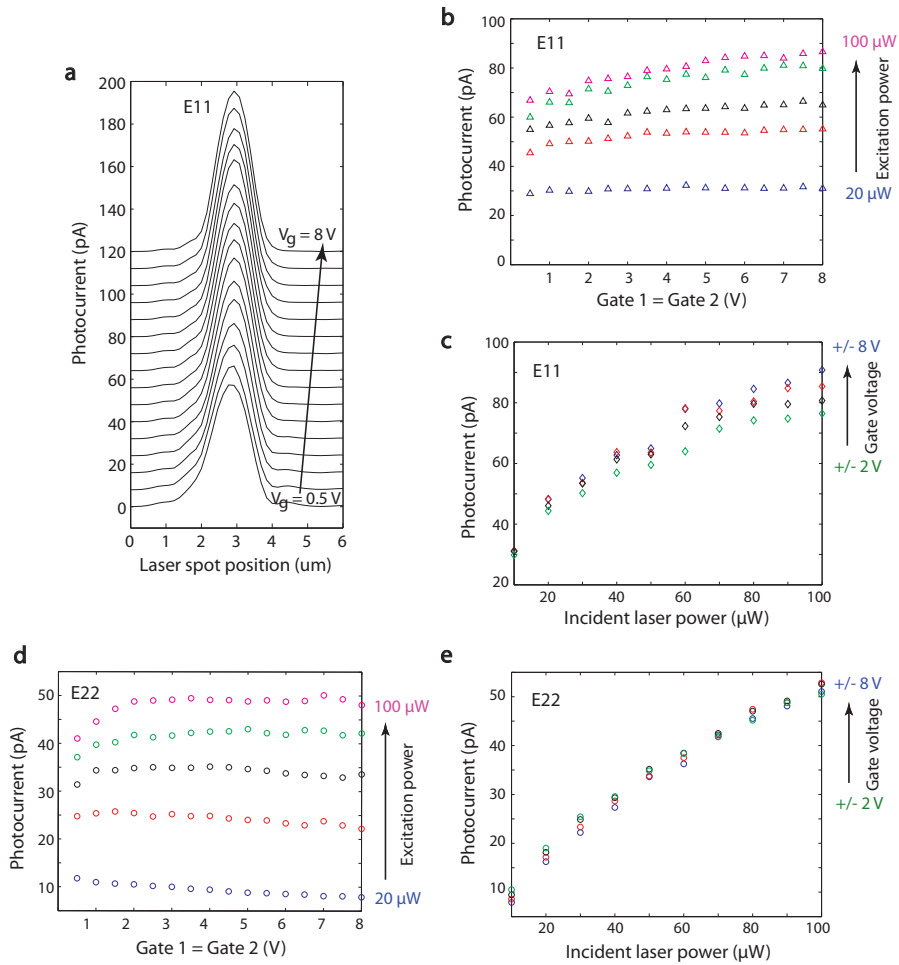 a
E11
200
180
160
140
120
100
80
60
40
20
0
Vg = 8 V
Vg = 0.5 V
0 1 2 3 4 5 6
Photocurrent (pA)
Laser spot position (um)
b
E11
100
80
60
40
20
0
1 2 3 4 5 6 7 8
Photocurrent (pA)
Gate 1 = Gate 2 (V)
100 µW
Excitation power
20 µW
c
E11
100
80
60
40
20
20 40 60 80 100
Photocurrent (pA)
Incident laser power (µW)
+/- 8 V
Gate voltage
+/- 2 V
d
E22
50
40
30
20
10
1 2 3 4 5 6 7 8
Photocurrent (pA)
Gate 1 = Gate 2 (V)
100 µW
Excitation power
20 µW
e
E22
50
40
30
20
10
20 40 60 80 100
Photocurrent (pA)
Incident laser power (µW)
+/- 8 V
Gate voltage
+/- 2 V